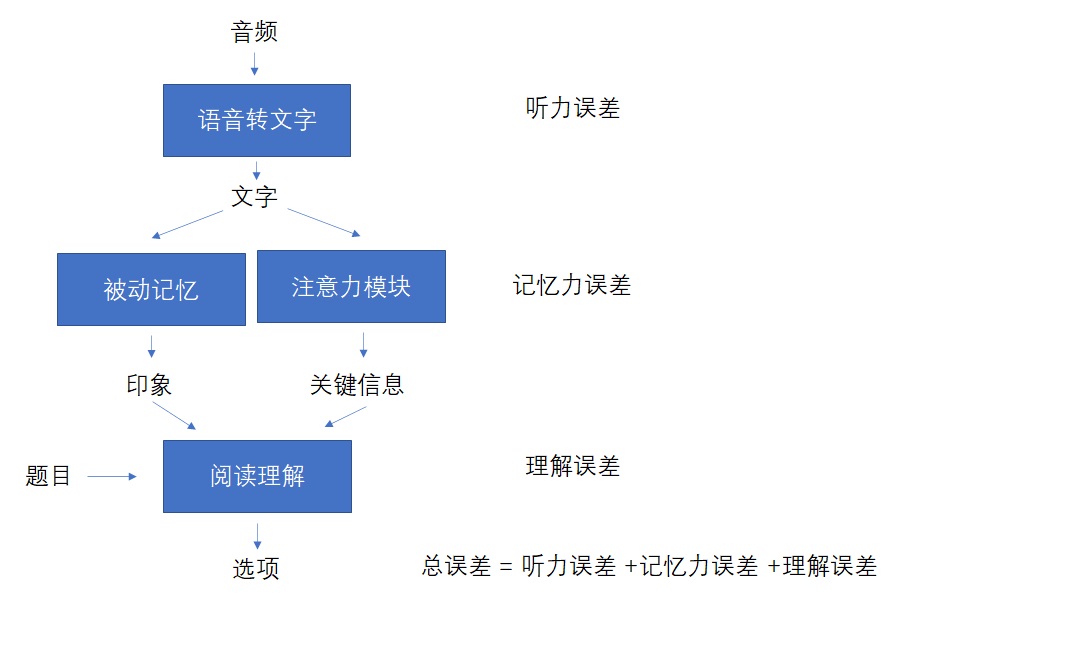 音频
语音转文字
听力误差
文字
被动记忆
注意力模块
记忆力误差
印象
关键信息
题目
阅读理解
理解误差
选项
总误差 = 听力误差 +记忆力误差 +理解误差